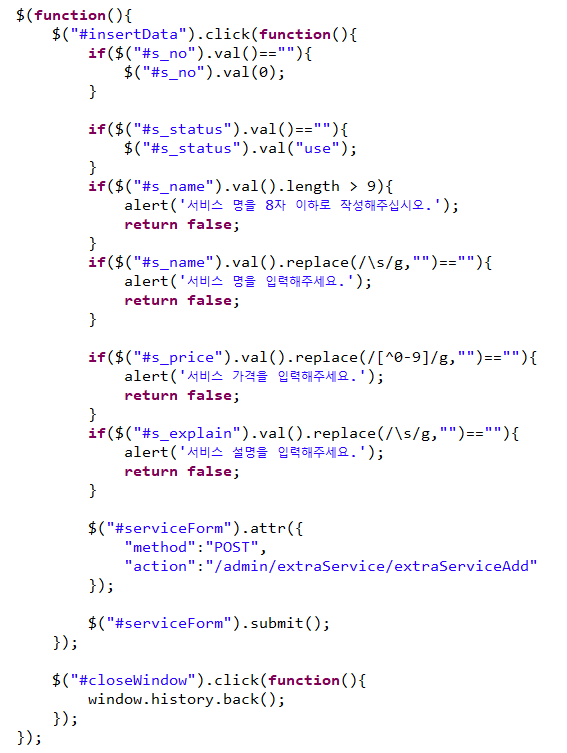 $(function(){
    $("#insertData").click(function(){
        if($("#s_no").val()==""){
            $("#s_no").val(0);
        }

        if($("#s_status").val()==""){
            $("#s_status").val("use");
        }
        if($("#s_name").val().length > 9){
            alert('서비스 명을 8자 이하로 작성해주십시오.');
            return false;
        }
        if($("#s_name").val().replace(/\s/g,"")==""){
            alert('서비스 명을 입력해주세요.');
            return false;
        }

        if($("#s_price").val().replace(/[^0-9]/g,"")==""){
            alert('서비스 가격을 입력해주세요.');
            return false;
        }
        if($("#s_explain").val().replace(/\s/g,"")==""){
            alert('서비스 설명을 입력해주세요.');
            return false;
        }

        $("#serviceForm").attr({
            "method":"POST",
            "action":"/admin/extraService/extraServiceAdd"
        });

        $("#serviceForm").submit();
    });

    $("#closeWindow").click(function(){
        window.history.back();
    });
});